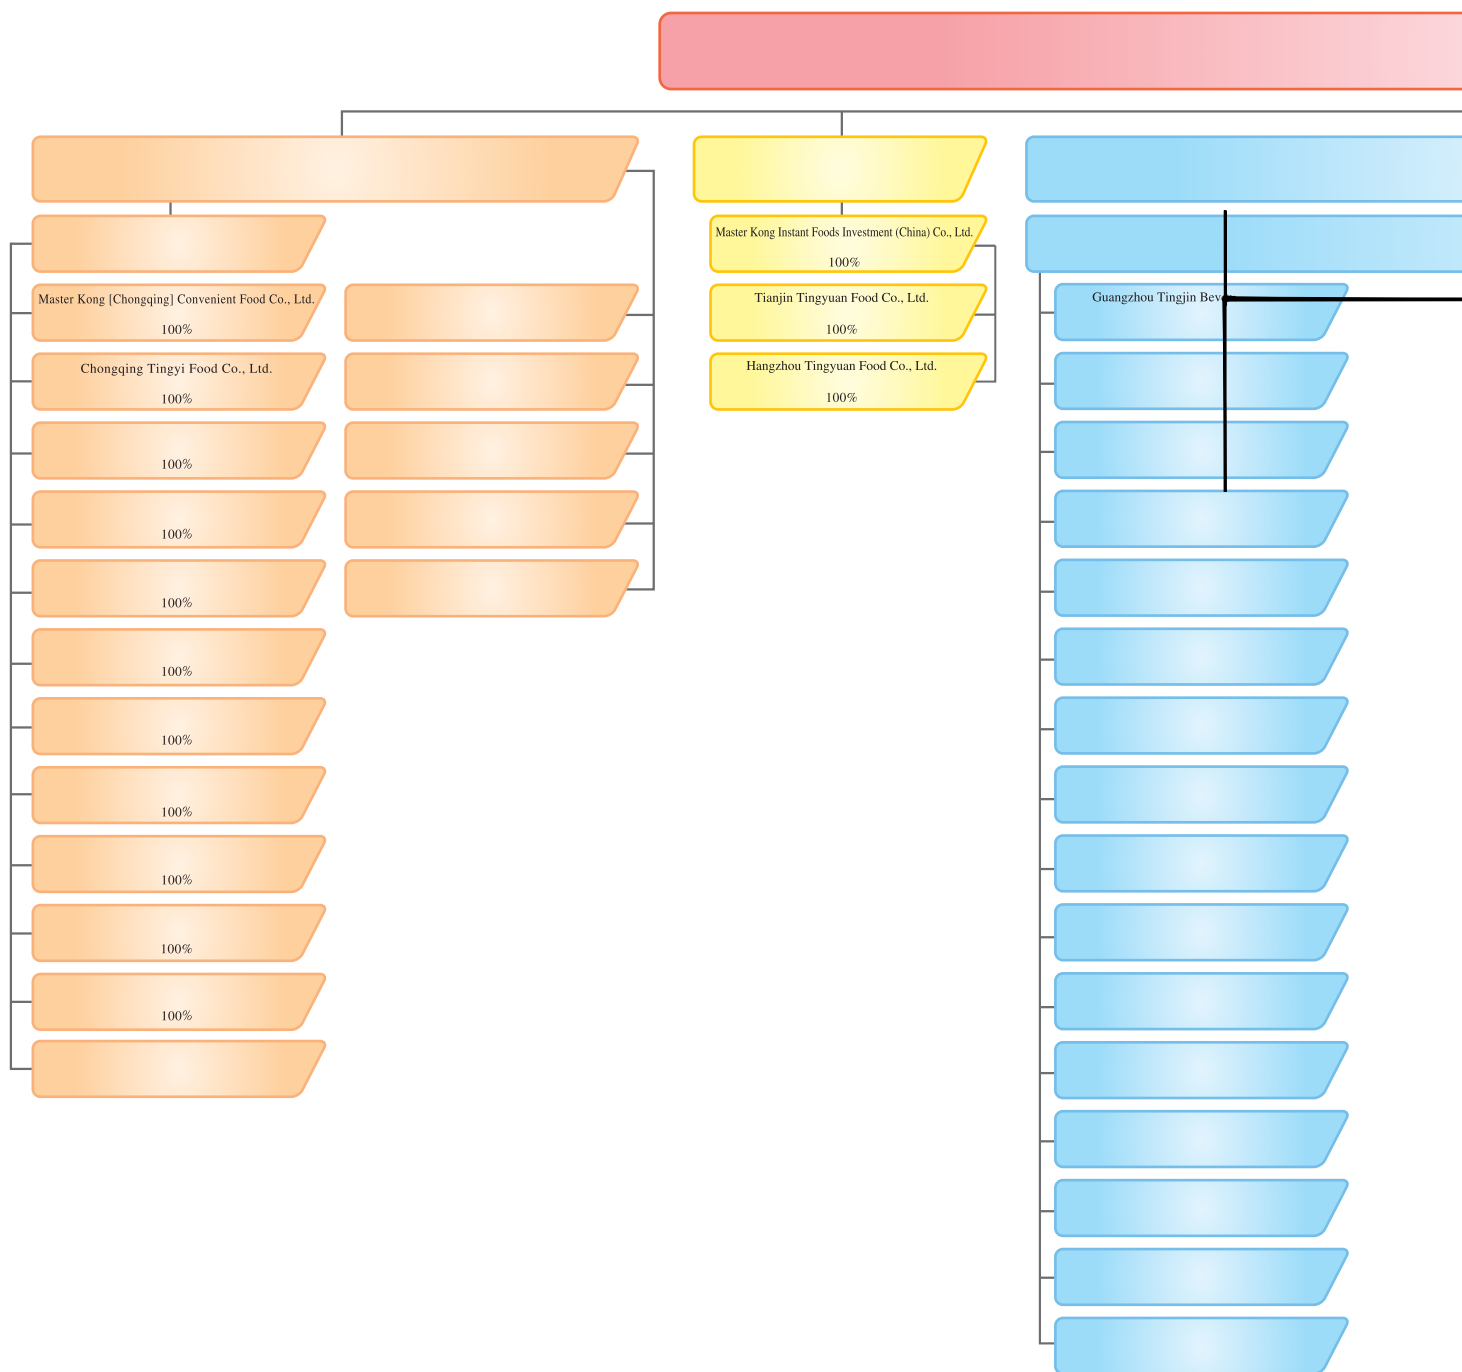 Master Kong [Chongqing] Convenient Food Co., Ltd.
100%
Chongqing Tingyi Food Co., Ltd.
100%
100%
100%
100%
100%
100%
100%
100%
100%
100%
Master Kong Instant Foods Investment (China) Co., Ltd.
100%
Tianjin Tingyuan Food Co., Ltd.
100%
Hangzhou Tingyuan Food Co., Ltd.
100%
Guangzhou Tingjin